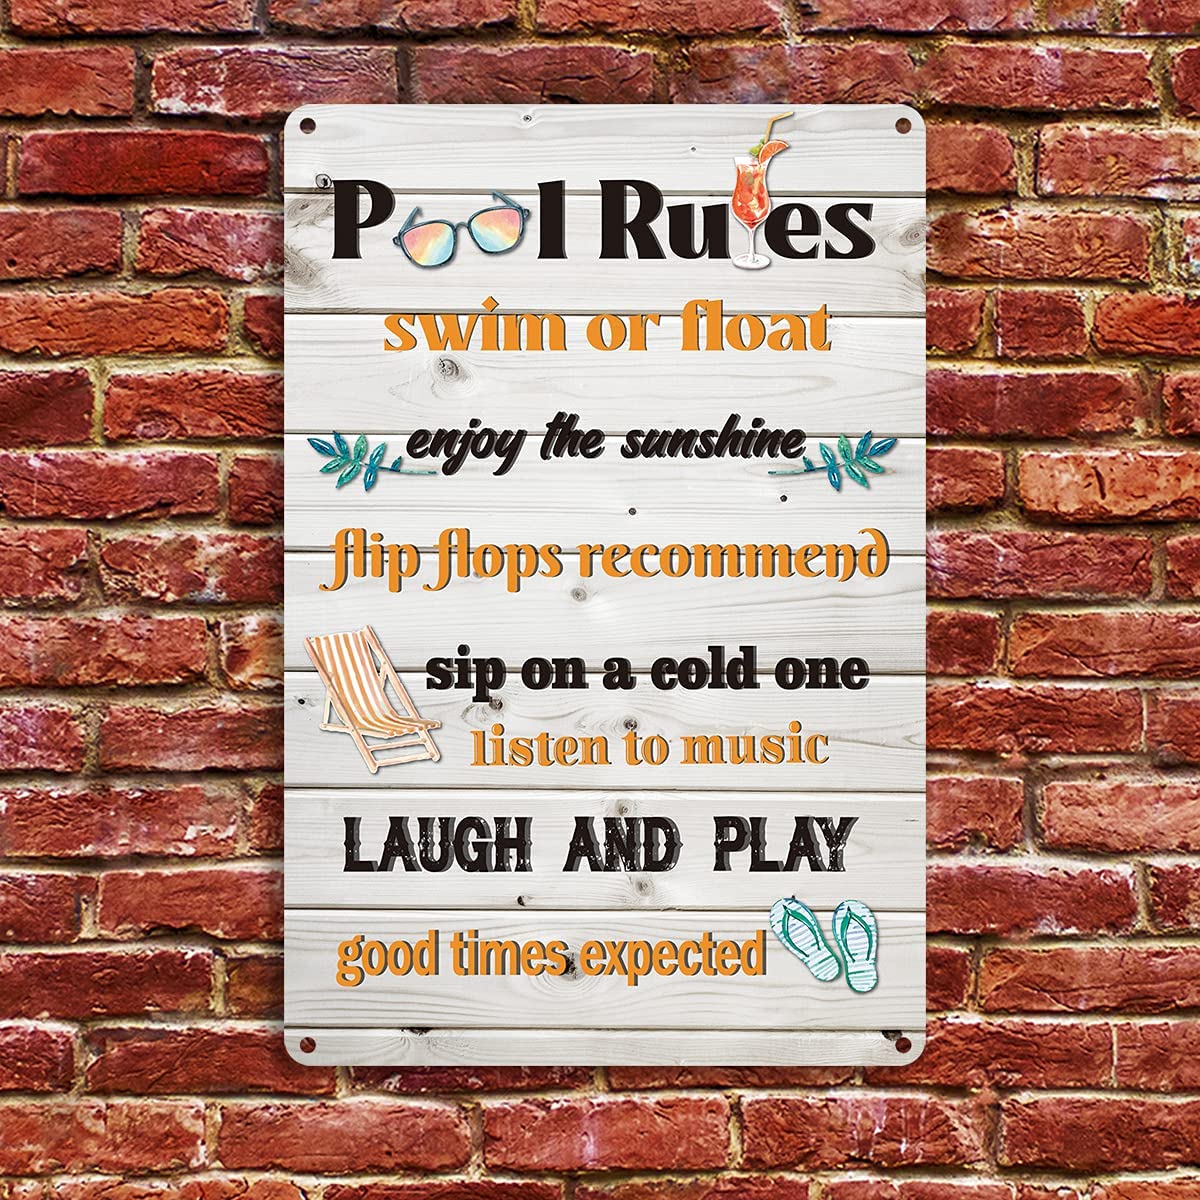 Pool Rules
swim or float
enjoy the sunshine
flip flops recommend
sip on a cold one
listen to music
LAUGH AND PLAY
good times expected